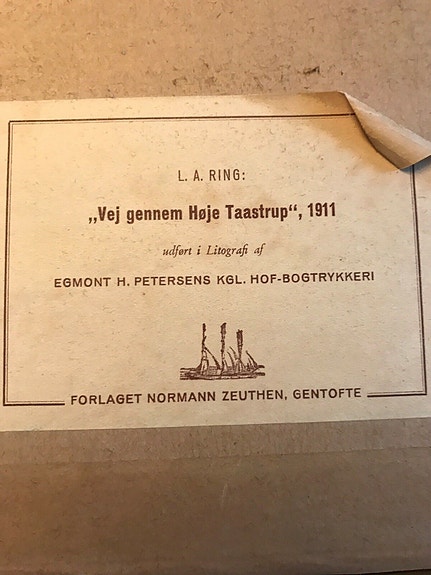 L. A. RING:
„Vej gennem Høje Taastrup“, 1911
udført i Litografi af
EGMONT H. PETERSENS KGL. HOF-BOGTRYKKERI
FORLAGET NORMANN ZEUTHEN, GENTOFTE